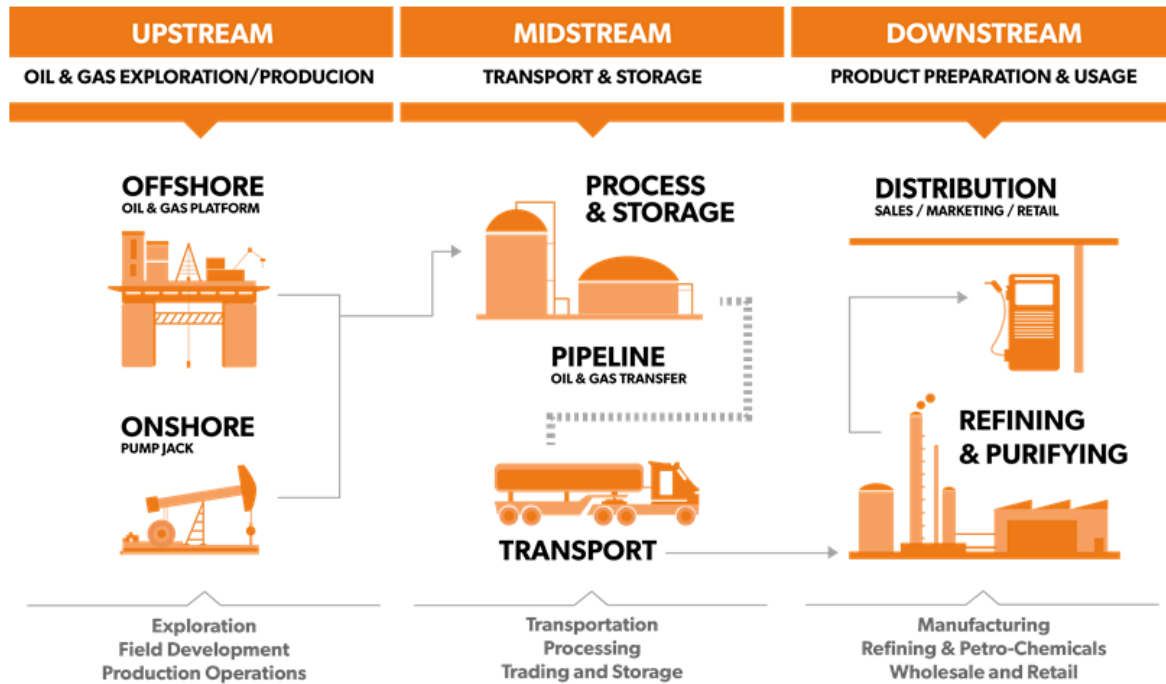 UPSTREAM
OIL & GAS EXPLORATION/PRODUCION
OFFSHORE
OIL & GAS PLATFORM
ONSHORE
PUMP JACK
Exploration
Field Development
Production Operations
MIDSTREAM
TRANSPORT & STORAGE
PROCESS
& STORAGE
PIPELINE
OIL & GAS TRANSFER
TRANSPORT
Transportation
Processing
Trading and Storage
DOWNSTREAM
PRODUCT PREPARATION & USAGE
DISTRIBUTION
SALES / MARKETING / RETAIL
REFINING
& PURIFYING
Manufacturing
Refining & Petro-Chemicals
Wholesale and Retail